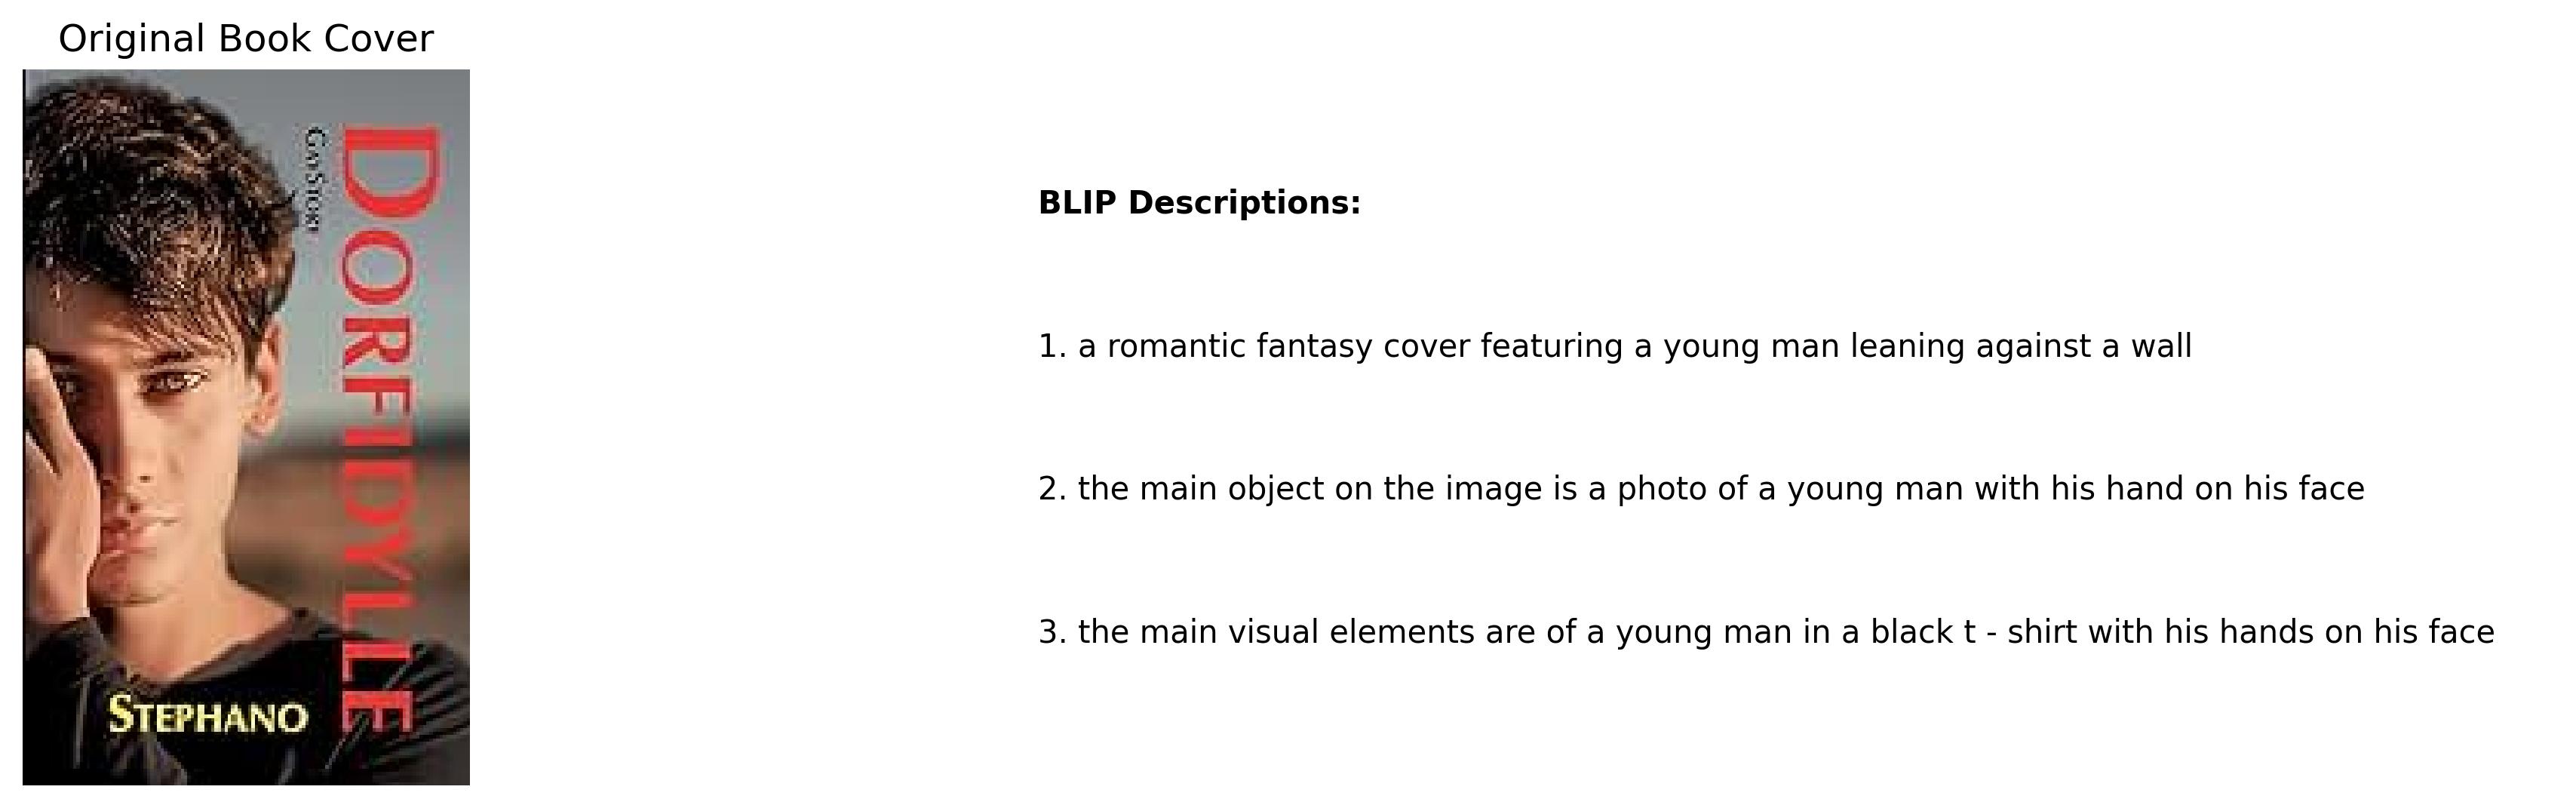 Original Book Cover
DORFIDYLLE
GAYSTORY
STEPHANO
BLIP Descriptions:
1. a romantic fantasy cover featuring a young man leaning against a wall
2. the main object on the image is a photo of a young man with his hand on his face
3. the main visual elements are of a young man in a black t - shirt with his hands on his face